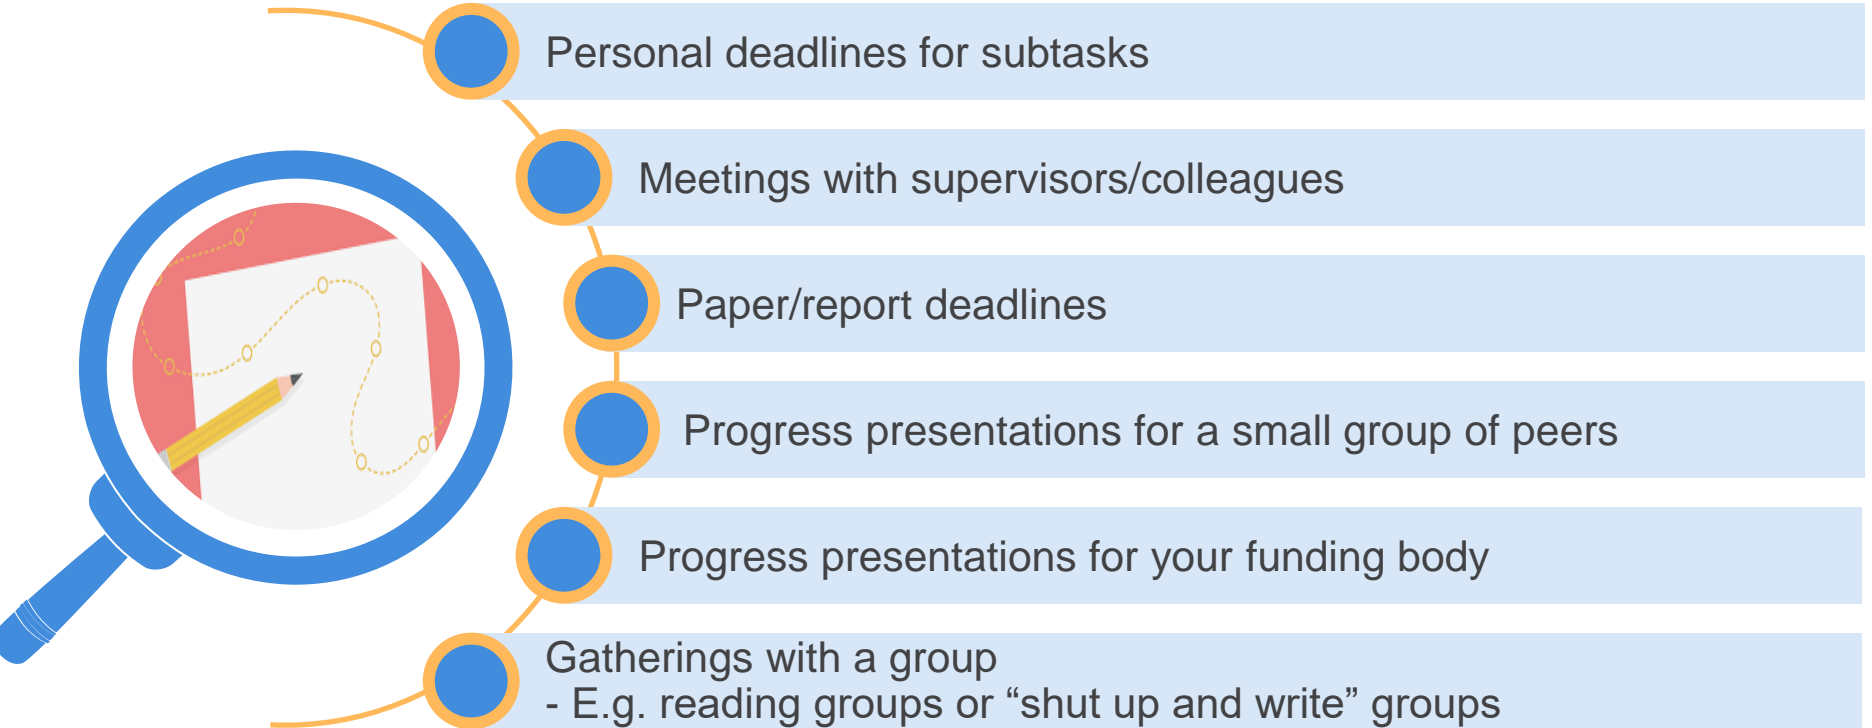 Personal deadlines for subtasks
Meetings with supervisors/colleagues
Paper/report deadlines
Progress presentations for a small group of peers
Progress presentations for your funding body
Gatherings with a group
- E.g. reading groups or “shut up and write” groups